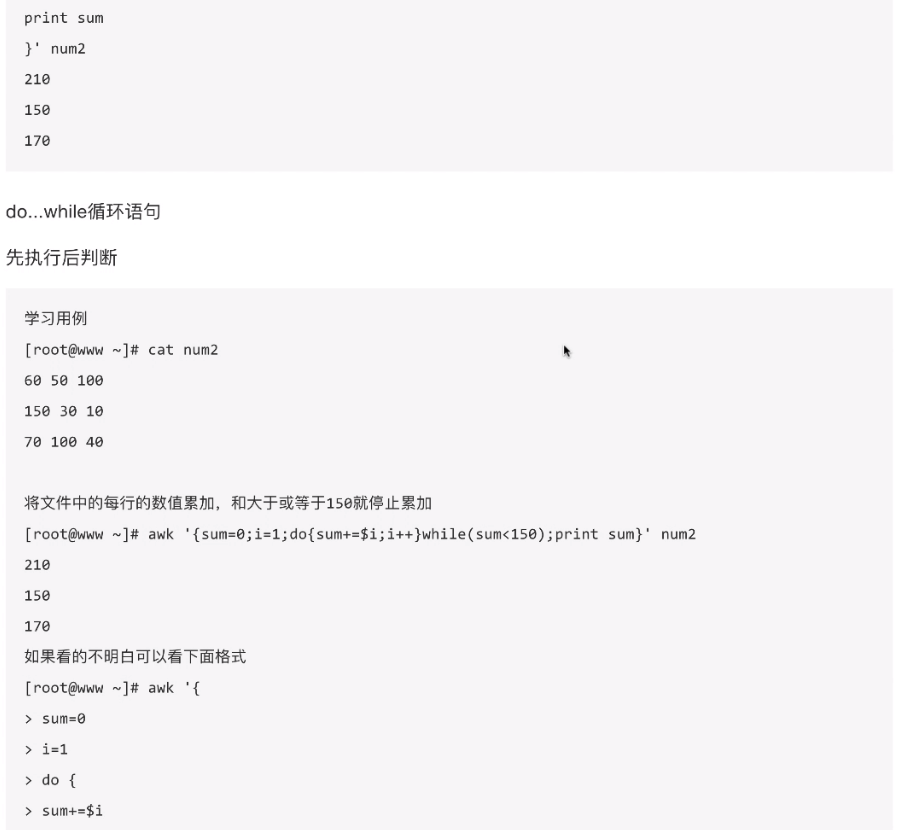 print sum
}' num2
210
150
170
do...while循环语句
先执行后判断
学习用例
[root@www ~]# cat num2
60 50 100
150 30 10
70 100 40
将文件中的每行的数值累加，和大于或等于150就停止累加
[root@www ~]# awk '{sum=0;i=1;do{sum+=$i;i++}while(sum<150);print sum}' num2
210
150
170
如果看的不明白可以看下面格式
[root@www ~]# awk '{
> sum=0
> i=1
> do {
> sum+=$i